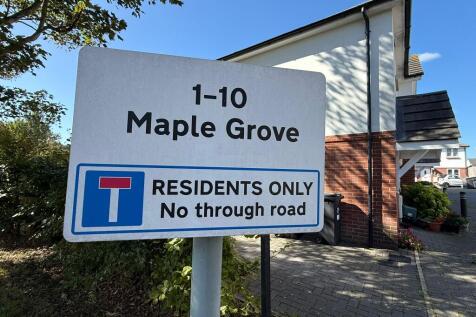 1–10
Maple Grove
RESIDENTS ONLY
No through road